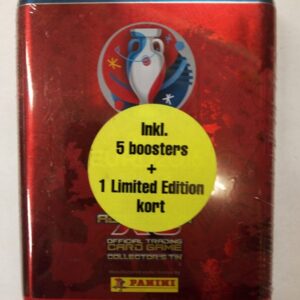 Inkl.
5 boosters
+
1 Limited Edition
kort
OFFICIAL TRADING
CARD GAME
COLLECTOR'S TIN
PANINI